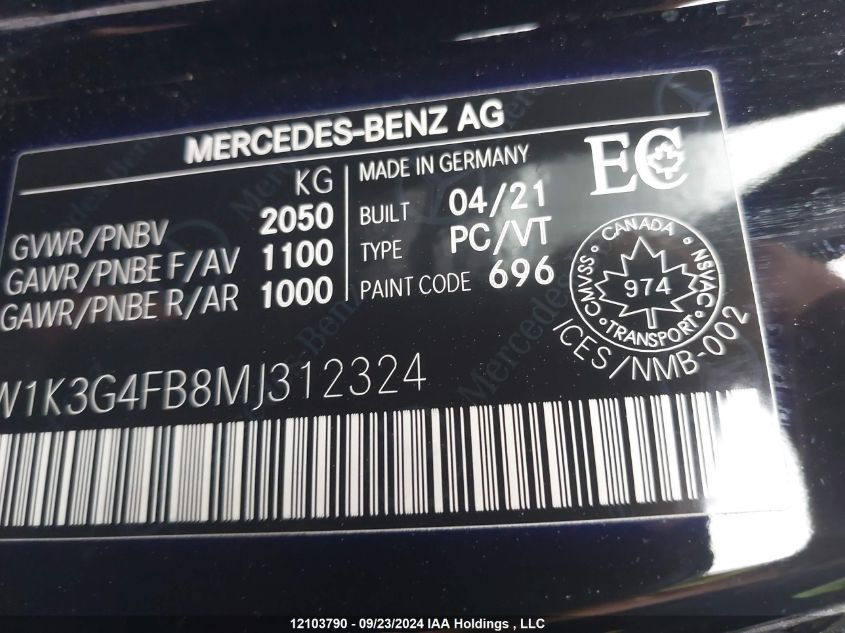 MERCEDES-BENZ AG
KG
GVWR/PNBV 2050
GAWR/PNBE F/AV 1100
GAWR/PNBE R/AR 1000
MADE IN GERMANY
BUILT 04/21
TYPE PC/VT
PAINT CODE 696
EC
CANADA
CMVSS 974 NSVAC
TRANSPORT
ICES/NMB-002
W1K3G4FB8MJ312324
12103790 - 09/23/2024 IAA Holdings , LLC